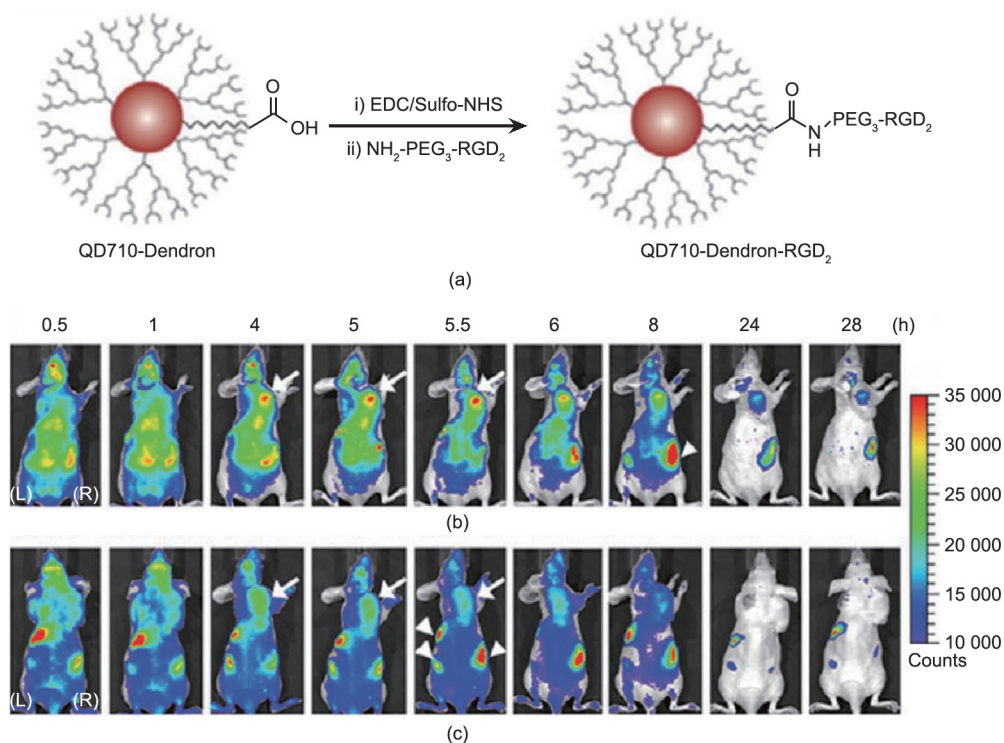 O
OH
i) EDC/Sulfo-NHS
ii) NH₂-PEG₃-RGD₂
O
N
H
PEG₃-RGD₂
QD710-Dendron
QD710-Dendron-RGD₂
(a)
0.5 1 4 5 5.5 6 8 24 28 (h)
(L) (R)
(b)
(L) (R)
(c)
35 000
30 000
25 000
20 000
15 000
10 000
Counts